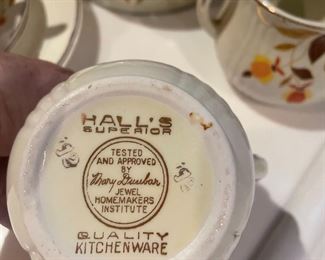 HALL'S
SUPERIOR
TESTED
AND APPROVED
BY
Mary Dunbar
JEWEL
HOMEMAKERS
INSTITUTE
QUALITY
KITCHENWARE